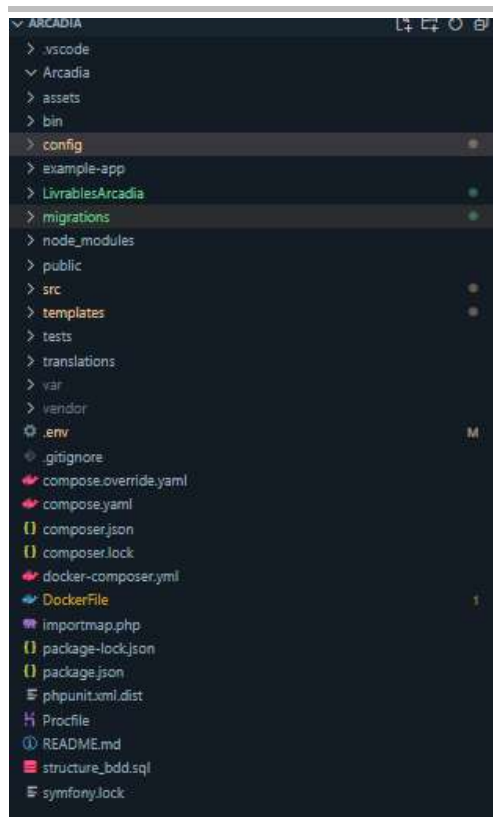 ARCADIA
.vscode
Arcadia
assets
bin
config
example-app
LivrablesArcadia
migrations
node_modules
public
src
templates
tests
translations
var
vendor
.env M
.gitignore
compose.override.yaml
compose.yaml
{} composer.json
{} composer.lock
docker-composer.yml
DockerFile 1
importmap.php
{} package-lock.json
{} package.json
phpunit.xml.dist
Procfile
README.md
structure_bdd.sql
symfony.lock